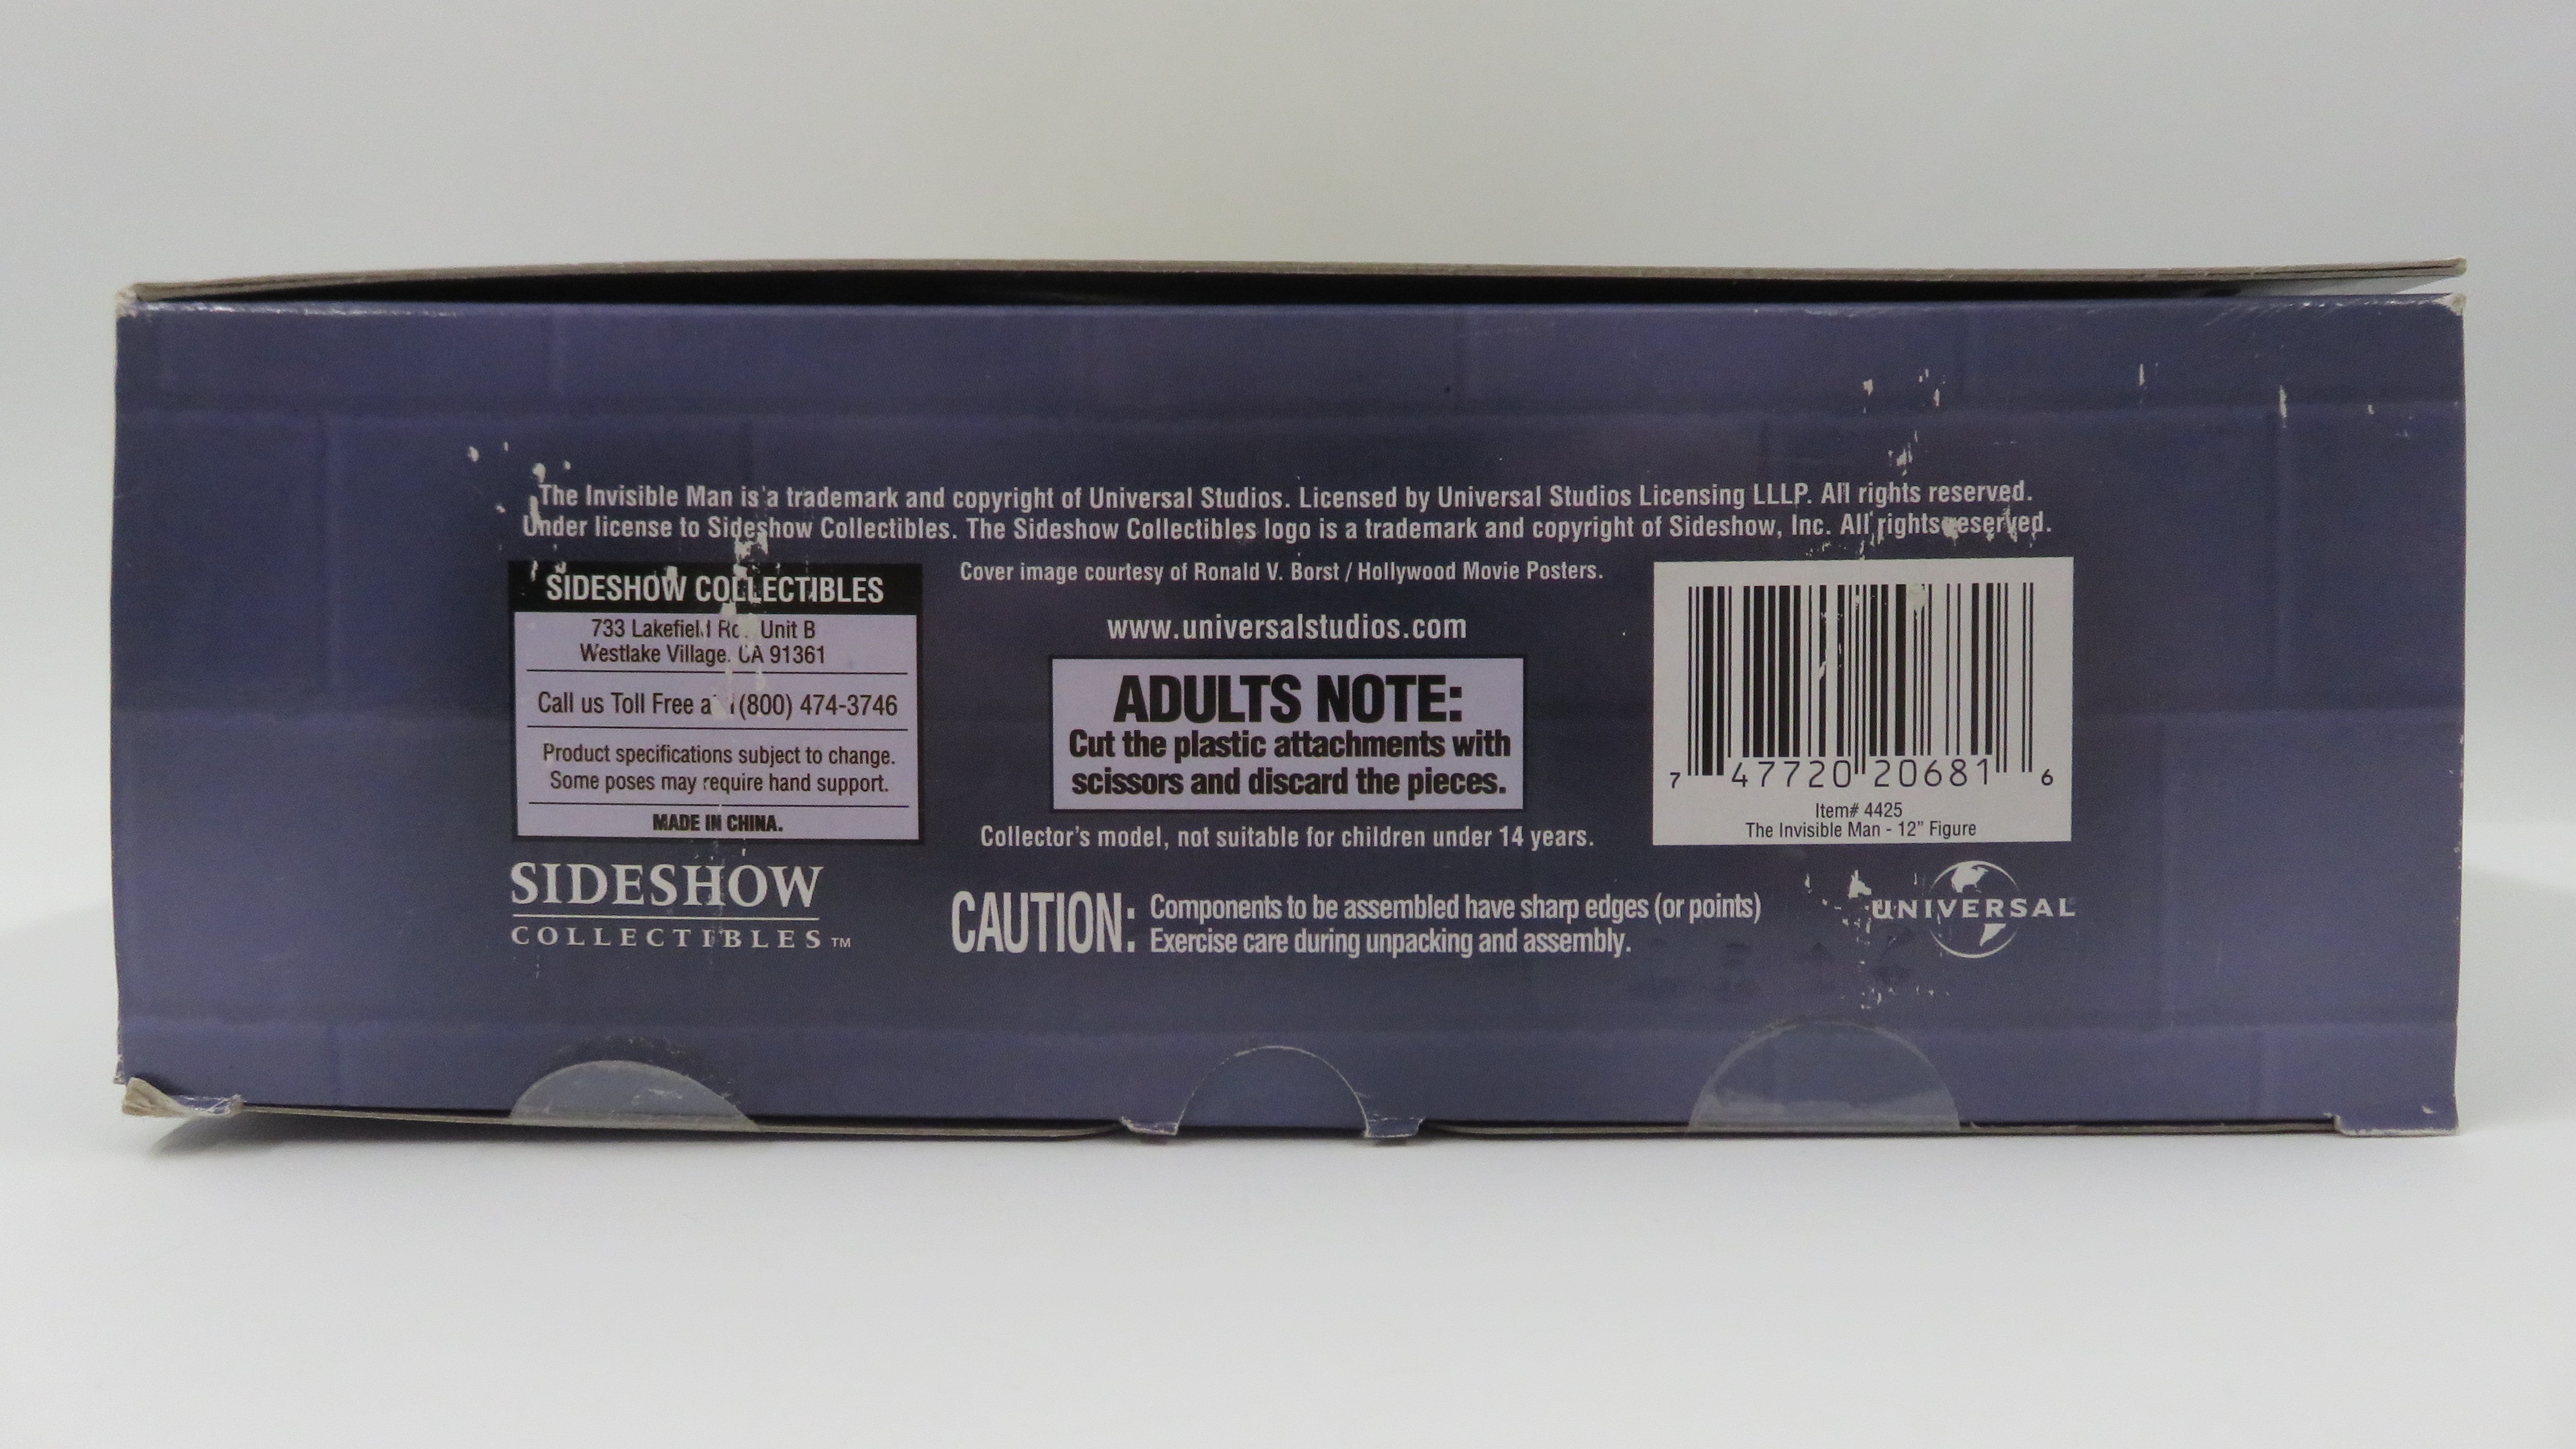 The Invisible Man is a trademark and copyright of Universal Studios. Licensed by Universal Studios Licensing LLLP. All rights reserved.
Under license to Sideshow Collectibles. The Sideshow Collectibles logo is a trademark and copyright of Sideshow, Inc. All rights reserved.
Cover image courtesy of Ronald V. Borst / Hollywood Movie Posters.
www.universalstudios.com
SIDESHOW COLLECTIBLES
733 Lakefield Rd. Unit B
Westlake Village, CA 91361
Call us Toll Free at 1(800) 474-3746
Product specifications subject to change.
Some poses may require hand support.
MADE IN CHINA.
SIDESHOW
COLLECTIBLES TM
ADULTS NOTE:
Cut the plastic attachments with
scissors and discard the pieces.
Collector's model, not suitable for children under 14 years.
CAUTION: Components to be assembled have sharp edges (or points)
Exercise care during unpacking and assembly.
7 47720 20681 6
Item# 4425
The Invisible Man - 12” Figure
UNIVERSAL